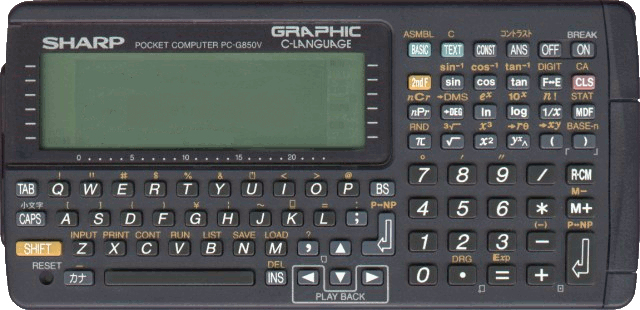 SHARP POCKET COMPUTER PC-G850V GRAPHIC
C-LANGUAGE
ASMBL C コントラスト BREAK
BASIC TEXT CONST ANS OFF ON
sin⁻¹ cos⁻¹ tan⁻¹ DIGIT CA
2ndF sin cos tan F↔E CLS
nCr →DMS eˣ 10ˣ n! STAT
nPr →DEG ln log 1/x MDF
RND ³√ x³ →rθ →xy BASE-n
π √ x² yˣ^ ( )
0 5 10 15 20
! " # $ % & ' < > @
TAB Q W E R T Y U I O P BS
7 8 9 / R·CM
小文字 [ ] { } ¥ | ~ = : P↔NP
CAPS A S D F G H J K L ;
M−
4 5 6 * M+
INPUT PRINT CONT RUN LIST SAVE LOAD ?
SHIFT Z X C V B N M , ▲
(−) P↔NP
1 2 3 −
RESET カナ DEL
INS ◀ ▼ ▶
DRG Exp
0 . = +
PLAY BACK